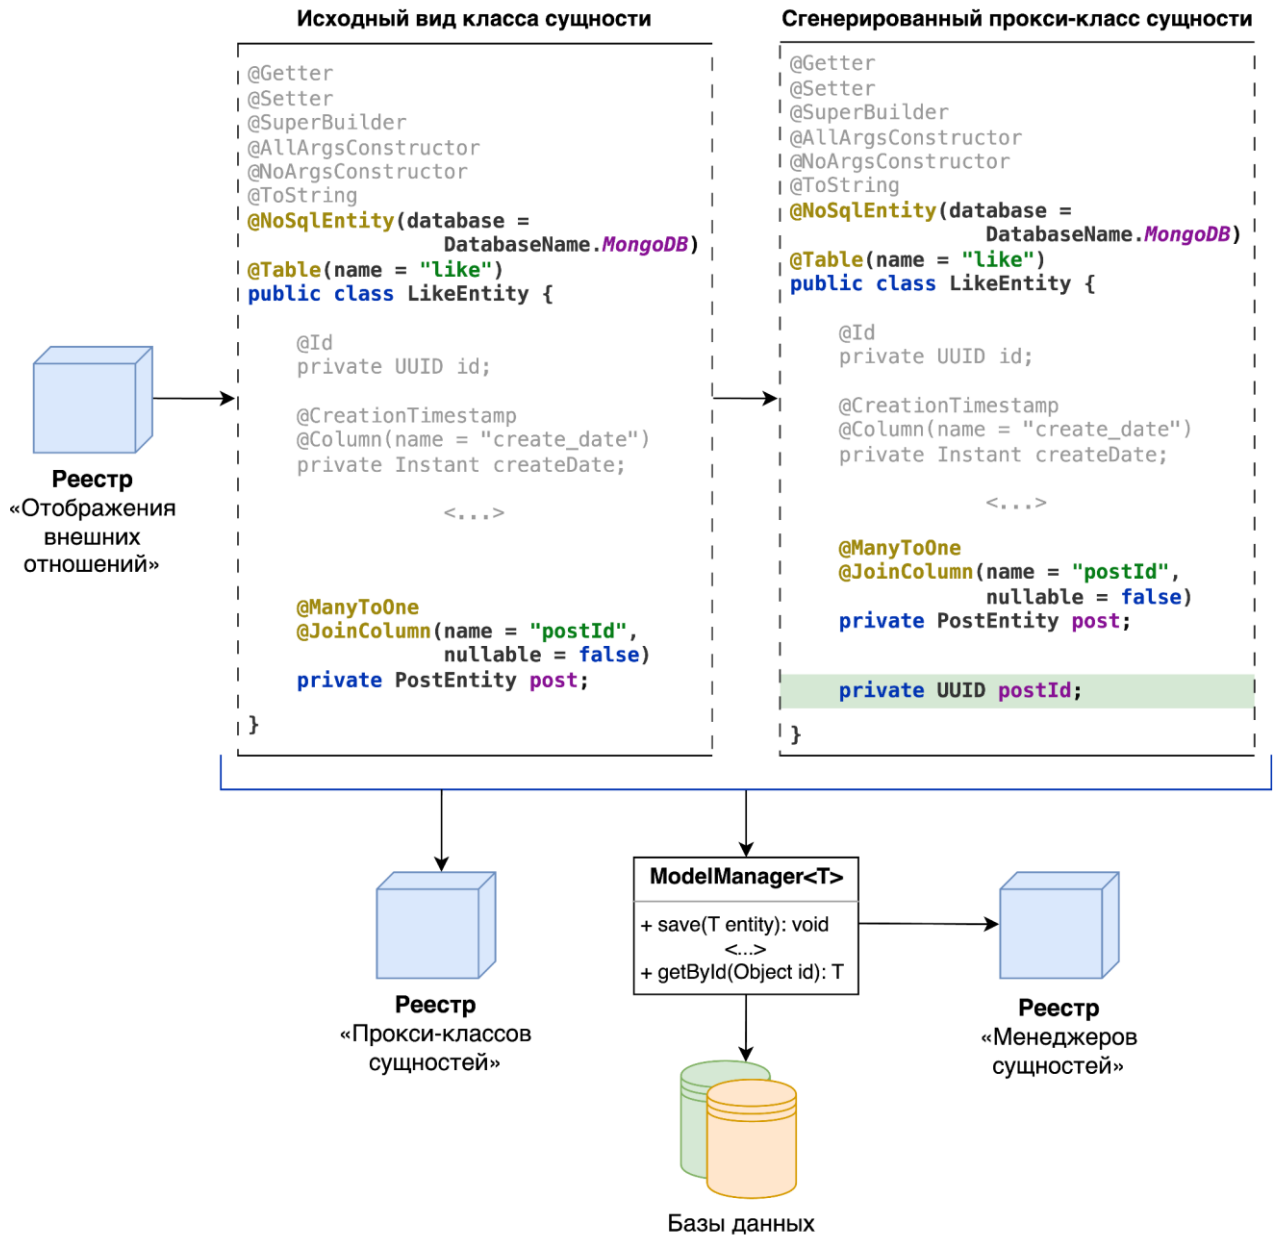 Исходный вид класса сущности
@Getter
@Setter
@SuperBuilder
@AllArgsConstructor
@NoArgsConstructor
@ToString
@NoSqlEntity(database =
DatabaseName.MongoDB)
@Table(name = "like")
public class LikeEntity {
@Id
private UUID id;
@CreationTimestamp
@Column(name = "create_date")
private Instant createDate;
<...>
@ManyToOne
@JoinColumn(name = "postId",
nullable = false)
private PostEntity post;
}
Сгенерированный прокси-класс сущности
@Getter
@Setter
@SuperBuilder
@AllArgsConstructor
@NoArgsConstructor
@ToString
@NoSqlEntity(database =
DatabaseName.MongoDB)
@Table(name = "like")
public class LikeEntity {
@Id
private UUID id;
@CreationTimestamp
@Column(name = "create_date")
private Instant createDate;
<...>
@ManyToOne
@JoinColumn(name = "postId",
nullable = false)
private PostEntity post;
private UUID postId;
}
Реестр
«Отображения
внешних
отношений»
Реестр
«Прокси-классов
сущностей»
ModelManager<T>
+ save(T entity): void
<...>
+ getById(Object id): T
Реестр
«Менеджеров
сущностей»
Базы данных